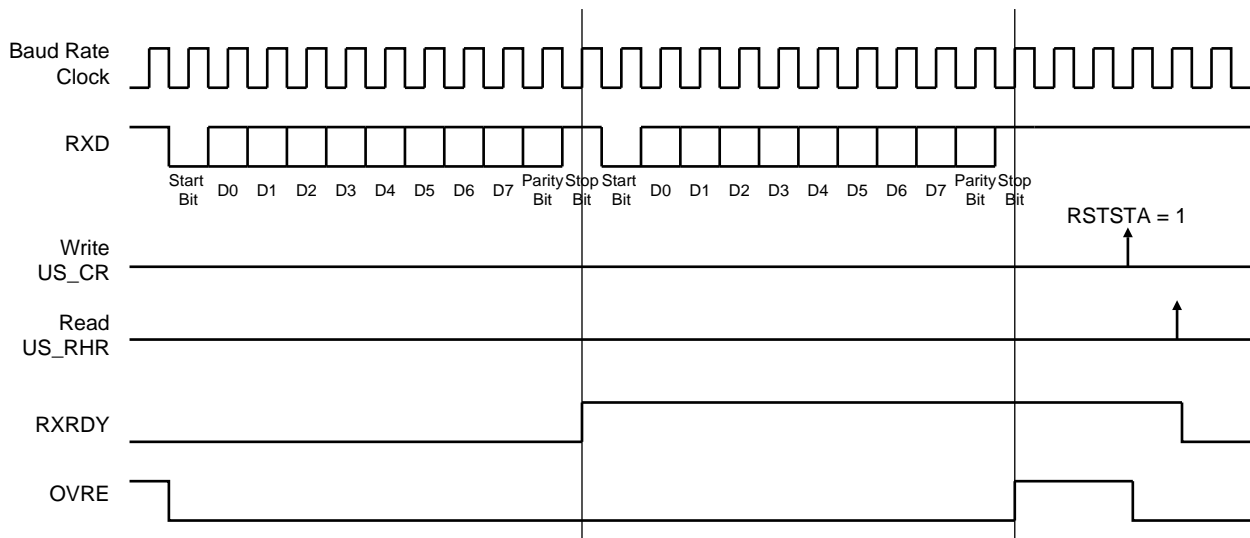 Baud Rate
Clock
RXD
Start
Bit
D0
D1
D2
D3
D4
D5
D6
D7
Parity
Bit
Stop
Bit
Start
Bit
D0
D1
D2
D3
D4
D5
D6
D7
Parity
Bit
Stop
Bit
RSTSTA = 1
Write
US_CR
Read
US_RHR
RXRDY
OVRE